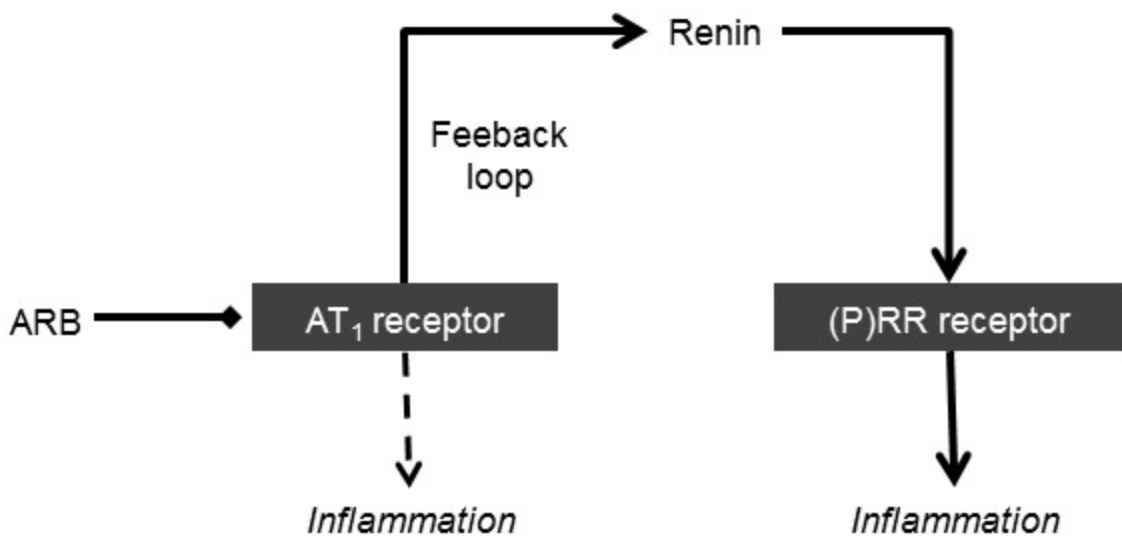 Renin
Feeback
loop
ARB
AT₁ receptor
(P)RR receptor
Inflammation
Inflammation